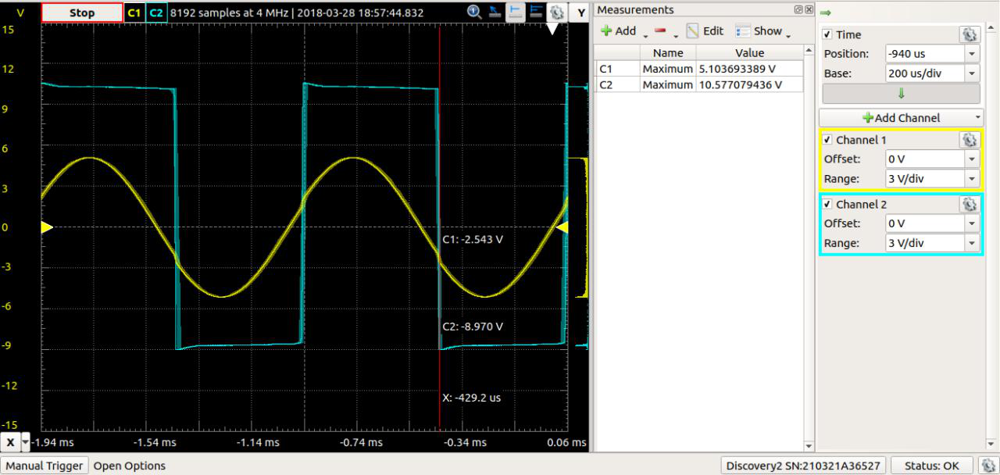 V Stop C1 C2 8192 samples at 4 MHz | 2018-03-28 18:57:44.832 Y
15
12
9
6
3
0
-3
-6
-9
-12
-15
C1: -2.543 V
C2: -8.970 V
X: -429.2 us
X -1.94 ms -1.54 ms -1.14 ms -0.74 ms -0.34 ms 0.06 ms
Measurements
Add Edit Show
Name Value
C1 Maximum 5.103693389 V
C2 Maximum 10.577079436 V
Time
Position: -940 us
Base: 200 us/div
Add Channel
Channel 1
Offset: 0 V
Range: 3 V/div
Channel 2
Offset: 0 V
Range: 3 V/div
Manual Trigger Open Options Discovery2 SN:210321A36527 Status: OK